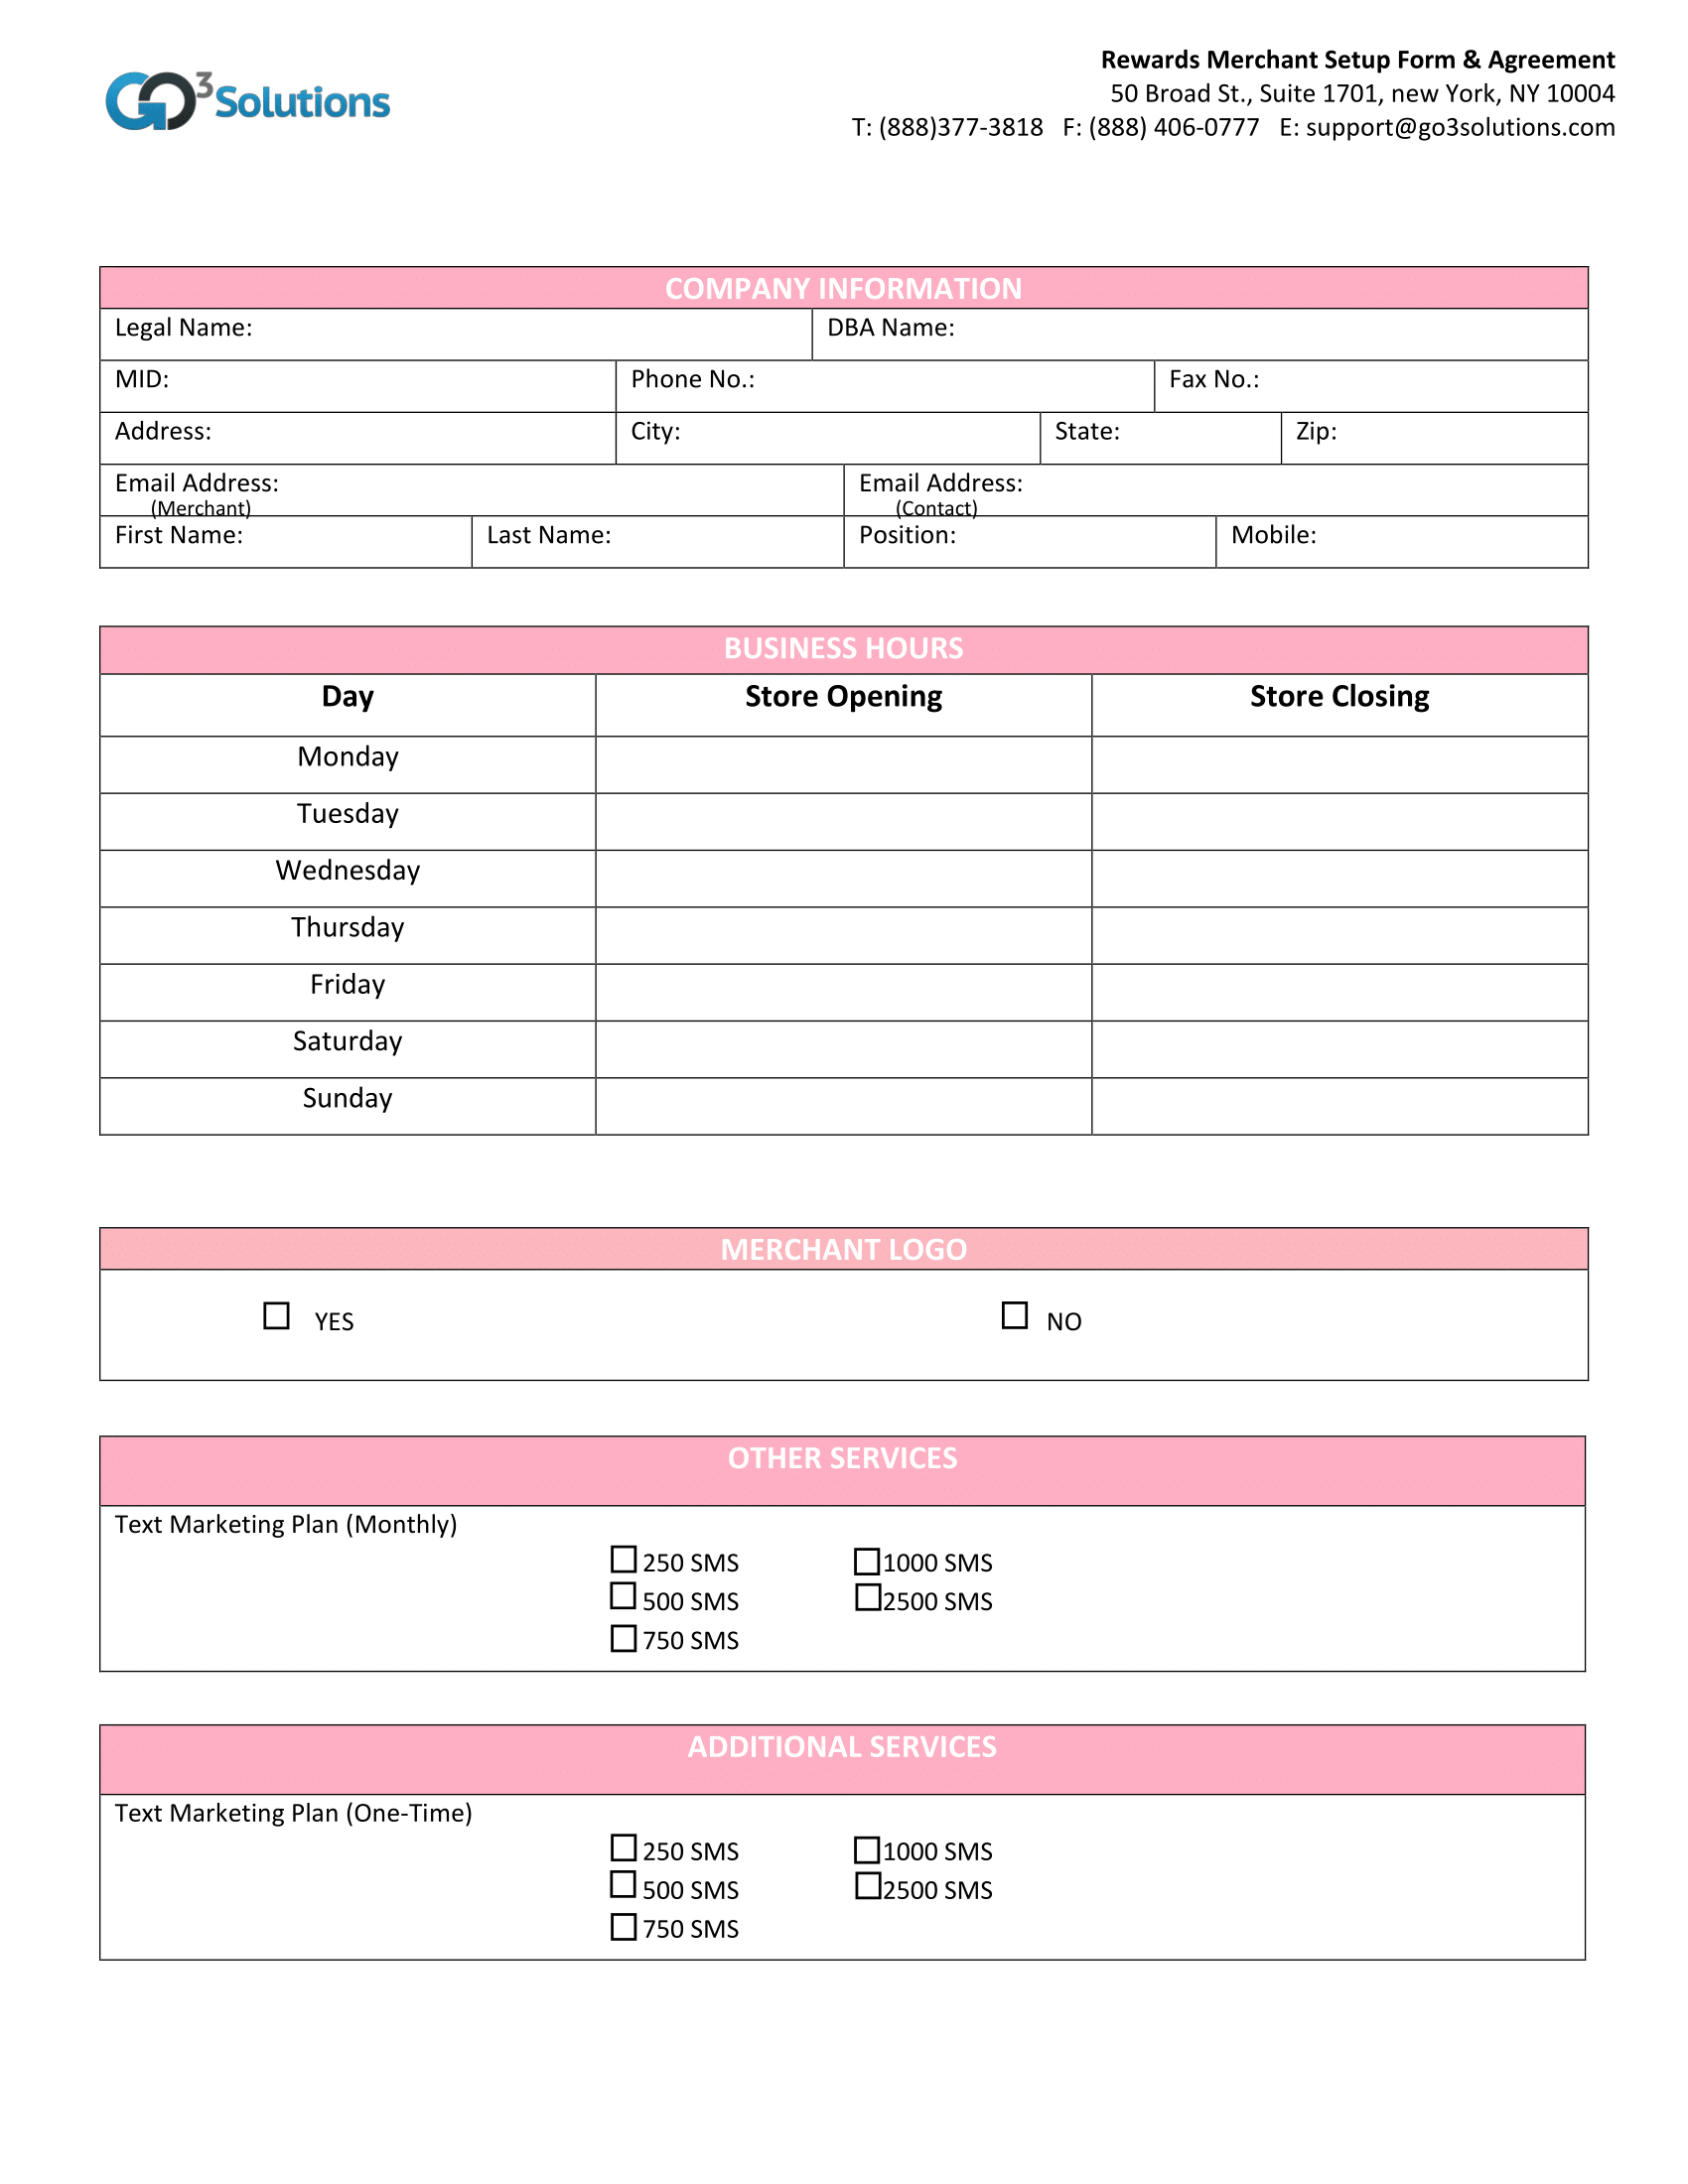 GO3 Solutions
Rewards Merchant Setup Form & Agreement
50 Broad St., Suite 1701, new York, NY 10004
T: (888)377-3818 F: (888) 406-0777 E: support@go3solutions.com
COMPANY INFORMATION
Legal Name: DBA Name:
MID: Phone No.: Fax No.:
Address: City: State: Zip:
Email Address: Email Address:
(Merchant) (Contact)
First Name: Last Name: Position: Mobile:
BUSINESS HOURS
Day Store Opening Store Closing
Monday
Tuesday
Wednesday
Thursday
Friday
Saturday
Sunday
MERCHANT LOGO
YES NO
OTHER SERVICES
Text Marketing Plan (Monthly)
250 SMS 1000 SMS
500 SMS 2500 SMS
750 SMS
ADDITIONAL SERVICES
Text Marketing Plan (One-Time)
250 SMS 1000 SMS
500 SMS 2500 SMS
750 SMS